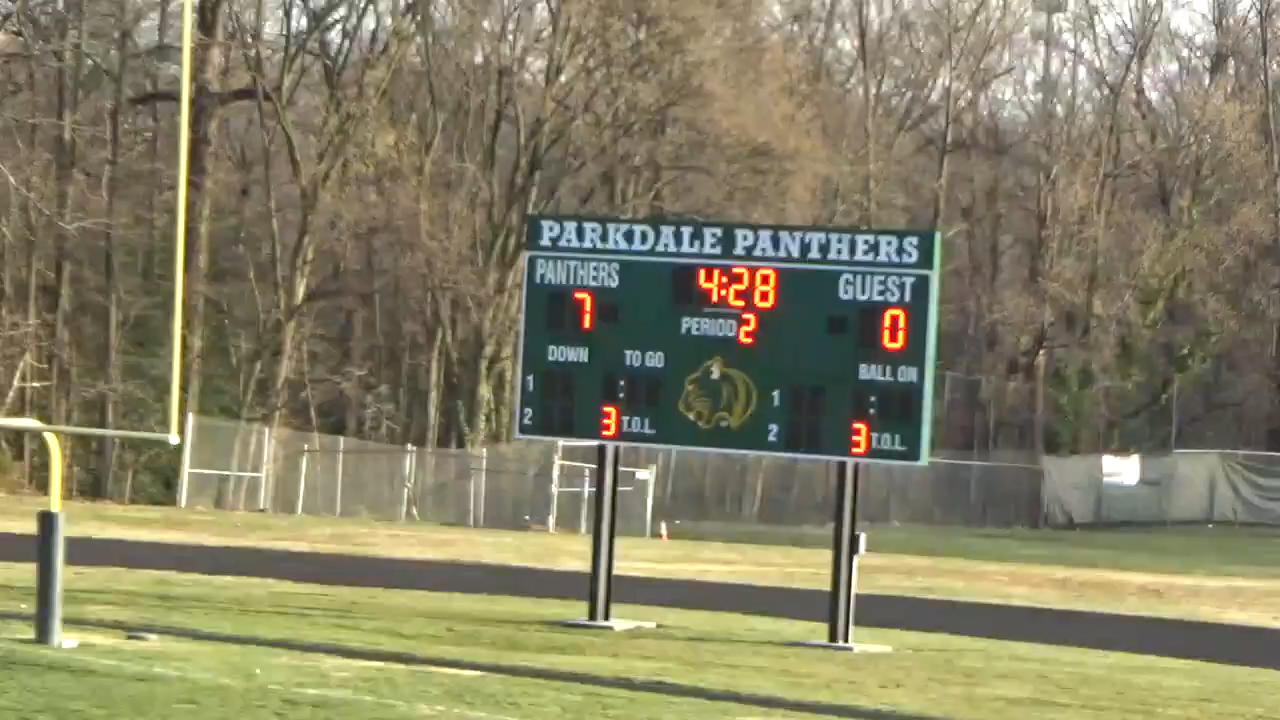 PARKDALE PANTHERS
PANTHERS 4:28 GUEST
7 PERIOD 2 0
DOWN TO GO BALL ON
1 : 1 :
2 3 T.O.L. 2 3 T.O.L.